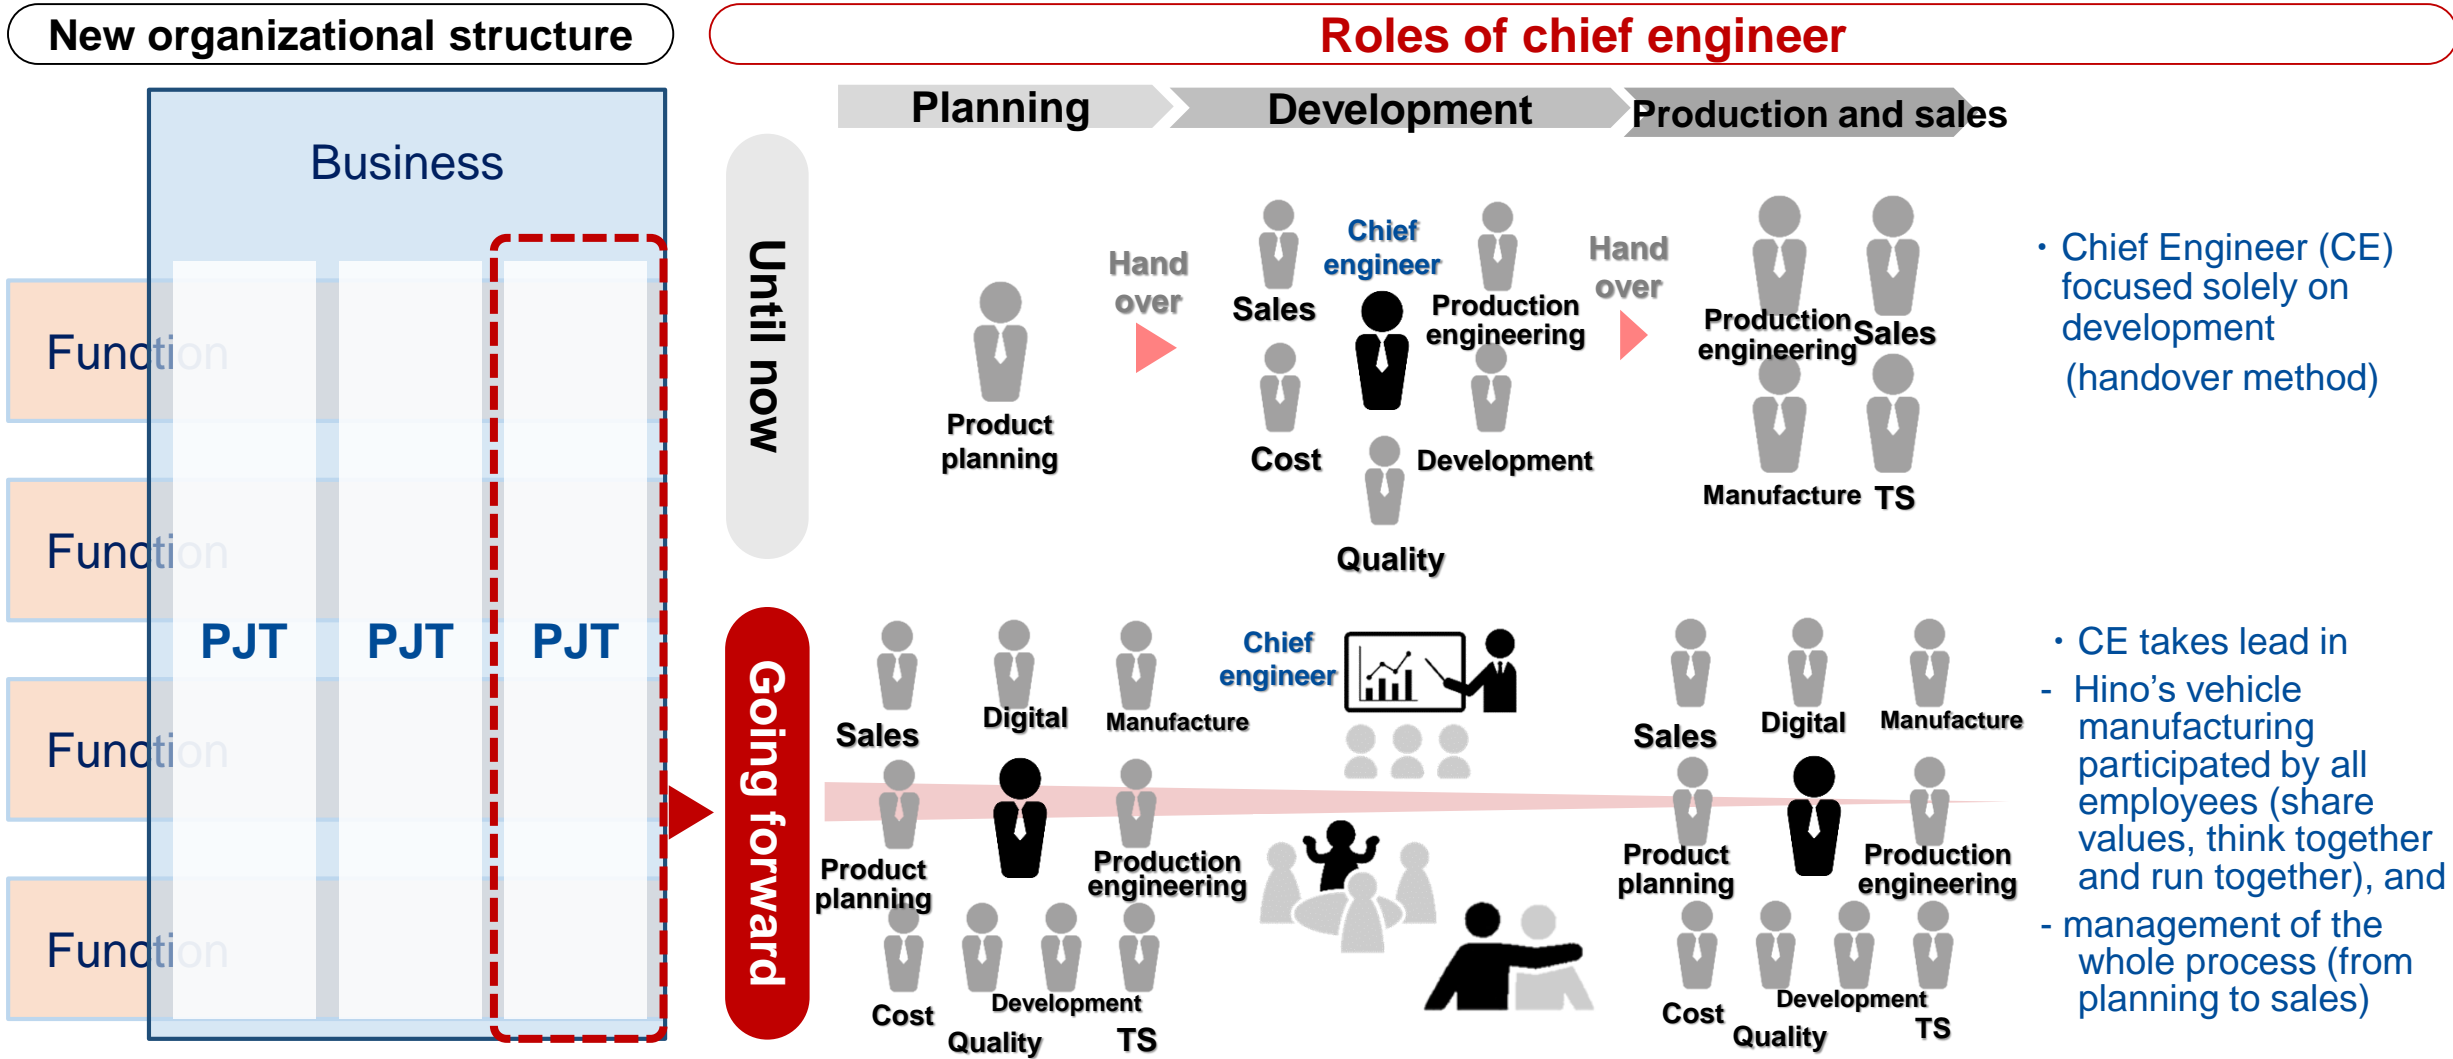 New organizational structure
Roles of chief engineer
Business
Function
Function
Function
Function
PJT
PJT
PJT
Planning
Development
Production and sales
Until now
Product
planning
Hand
over
Sales
Chief
engineer
Production
engineering
Cost
Development
Quality
Hand
over
Production
engineering
Sales
Manufacture
TS
・Chief Engineer (CE)
focused solely on
development
(handover method)
Going forward
Sales
Digital
Manufacture
Product
planning
Production
engineering
Cost
Quality
Development
TS
Chief
engineer
Sales
Digital
Manufacture
Product
planning
Production
engineering
Cost
Quality
Development
TS
・CE takes lead in
- Hino’s vehicle
manufacturing
participated by all
employees (share
values, think together
and run together), and
- management of the
whole process (from
planning to sales)